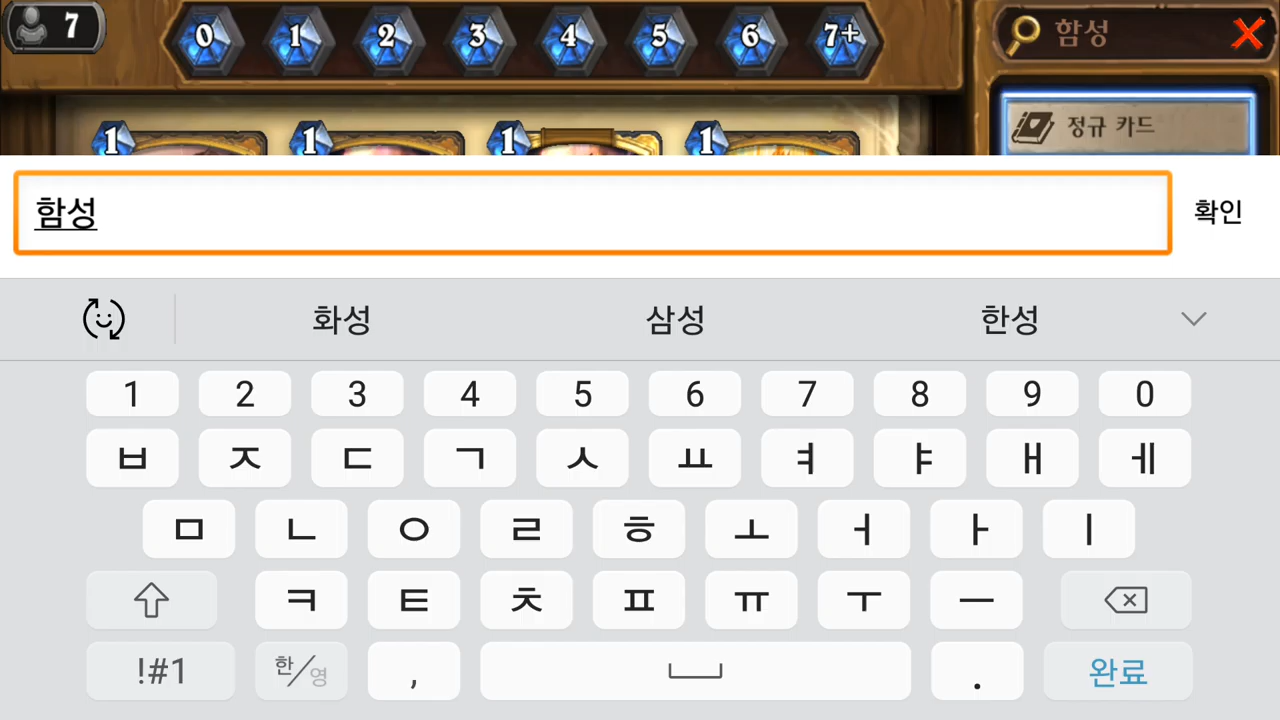 7
0 1 2 3 4 5 6 7+
함성
1 1 1 1
정규 카드
함성
확인
화성 삼성 한성
1 2 3 4 5 6 7 8 9 0
ㅂ ㅈ ㄷ ㄱ ㅅ ㅛ ㅕ ㅑ ㅐ ㅔ
ㅁ ㄴ ㅇ ㄹ ㅎ ㅗ ㅓ ㅏ ㅣ
ㅋ ㅌ ㅊ ㅍ ㅠ ㅜ ㅡ
!#1 한/영 , . 완료